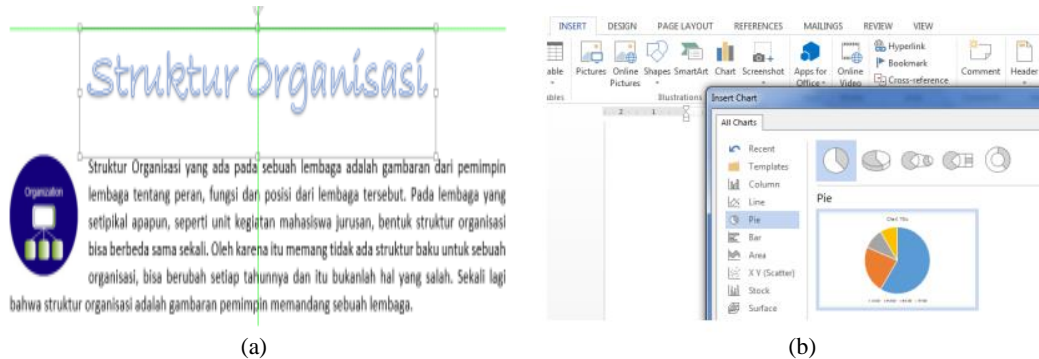 Struktur Organisasi
Organization
Struktur Organisasi yang ada pada sebuah lembaga adalah gambaran dari pemimpin
lembaga tentang peran, fungsi dan posisi dari lembaga tersebut. Pada lembaga yang
setipikal apapun, seperti unit kegiatan mahasiswa jurusan, bentuk struktur organisasi
bisa berbeda sama sekali. Oleh karena itu memang tidak ada struktur baku untuk sebuah
organisasi, bisa berubah setiap tahunnya dan itu bukanlah hal yang salah. Sekali lagi
bahwa struktur organisasi adalah gambaran pemimpin memandang sebuah lembaga.
(a)
INSERT DESIGN PAGE LAYOUT REFERENCES MAILINGS REVIEW VIEW
able Pictures Online Pictures Shapes SmartArt Chart Screenshot Apps for Office Online Video Hyperlink Bookmark Cross-reference Comment Header
ables Illustrations
Insert Chart
2 1
All Charts
Recent
Templates
Column
Line
Pie
Bar
Area
X Y (Scatter)
Stock
Surface
Pie
(b)